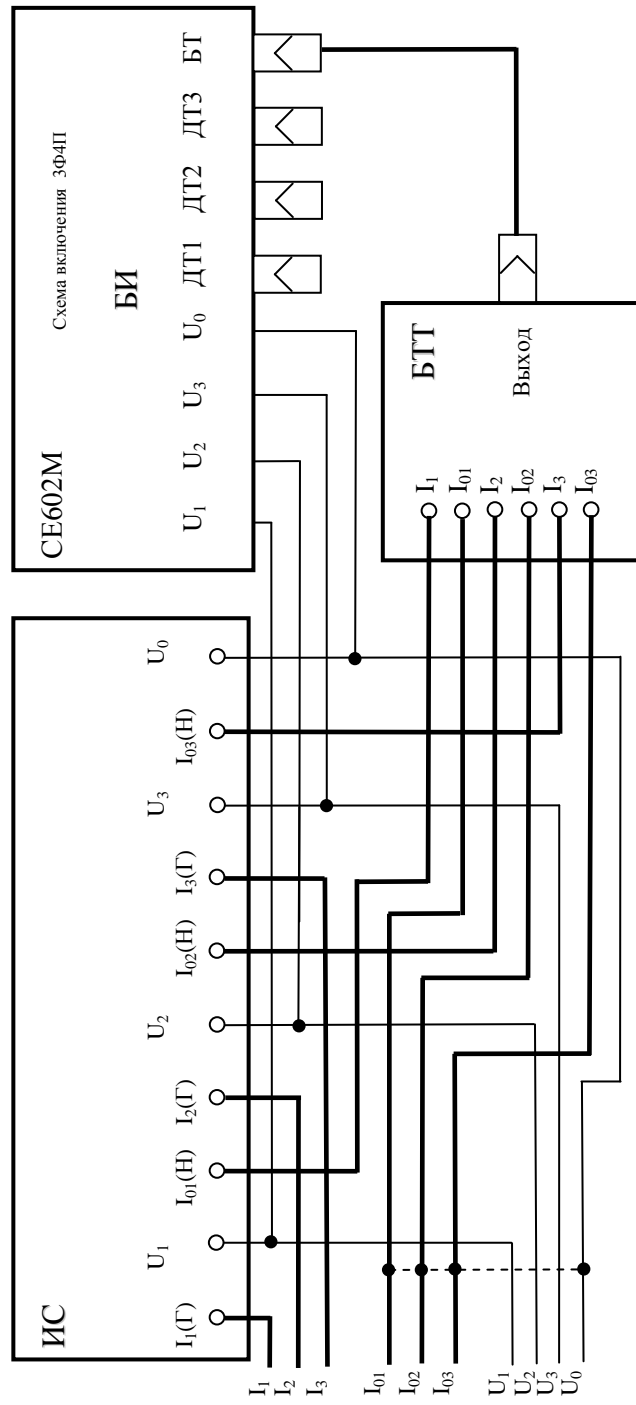 ИС
I₁(Г)
U₁
I₀₁(Н)
I₂(Г)
U₂
I₀₂(Н)
I₃(Г)
U₃
I₀₃(Н)
U₀
СЕ602М
Схема включения 3Ф4П
БИ
U₁
U₂
U₃
U₀
ДТ1
ДТ2
ДТ3
БТ
I₁
I₂
I₃
I₀₁
I₀₂
I₀₃
U₁
U₂
U₃
U₀
БТТ
Выход
I₁
I₀₁
I₂
I₀₂
I₃
I₀₃